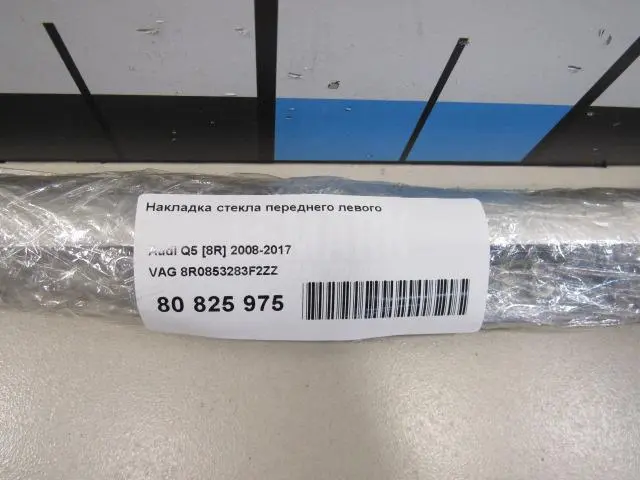 Накладка стекла переднего левого
Audi Q5 [8R] 2008-2017
VAG 8R0853283F2ZZ
80 825 975